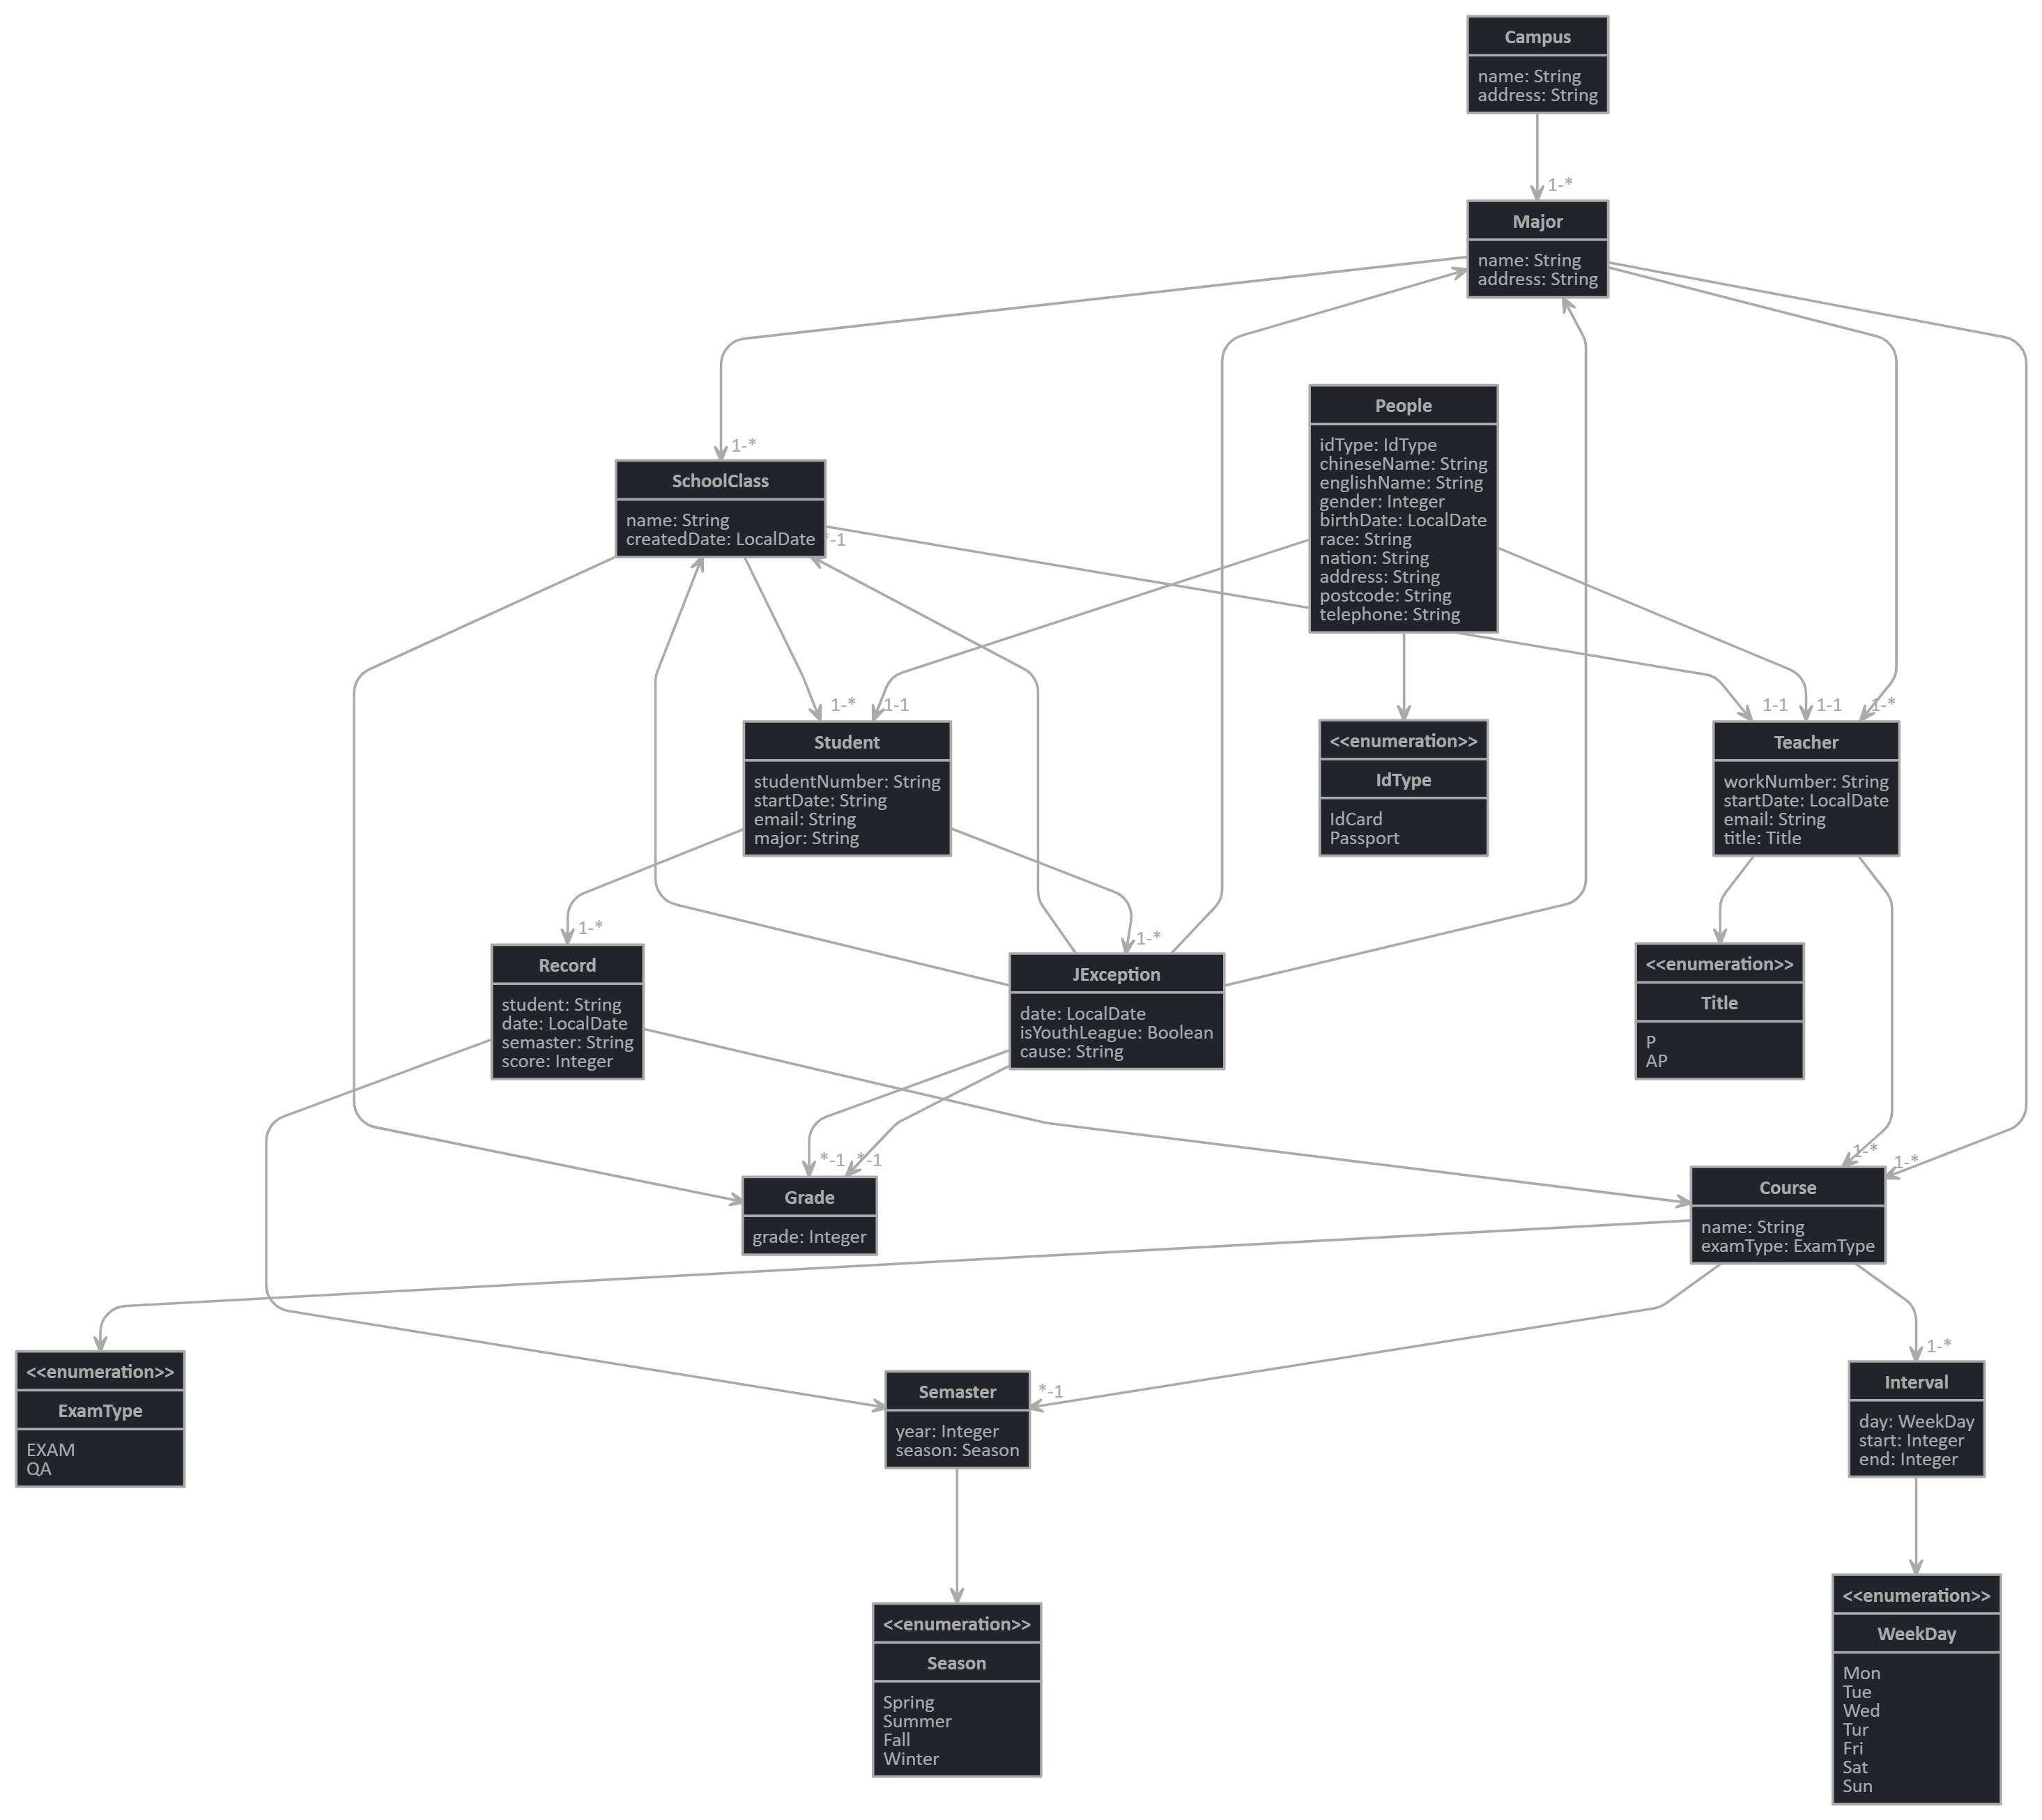 Campus
name: String
address: String
1-*
Major
name: String
address: String
People
idType: IdType
chineseName: String
englishName: String
gender: Integer
birthDate: LocalDate
race: String
nation: String
address: String
postcode: String
telephone: String
1-*
SchoolClass
name: String
createdDate: LocalDate
*-1
1-*
1-1
1-1
1-1
1-*
Student
studentNumber: String
startDate: String
email: String
major: String
<<enumeration>>
IdType
IdCard
Passport
Teacher
workNumber: String
startDate: LocalDate
email: String
title: Title
1-*
1-*
Record
student: String
date: LocalDate
semaster: String
score: Integer
JException
date: LocalDate
isYouthLeague: Boolean
cause: String
<<enumeration>>
Title
P
AP
*-1
*-1
1-*
1-*
Grade
grade: Integer
Course
name: String
examType: ExamType
<<enumeration>>
ExamType
EXAM
QA
Semaster
year: Integer
season: Season
*-1
1-*
Interval
day: WeekDay
start: Integer
end: Integer
<<enumeration>>
Season
Spring
Summer
Fall
Winter
<<enumeration>>
WeekDay
Mon
Tue
Wed
Tur
Fri
Sat
Sun